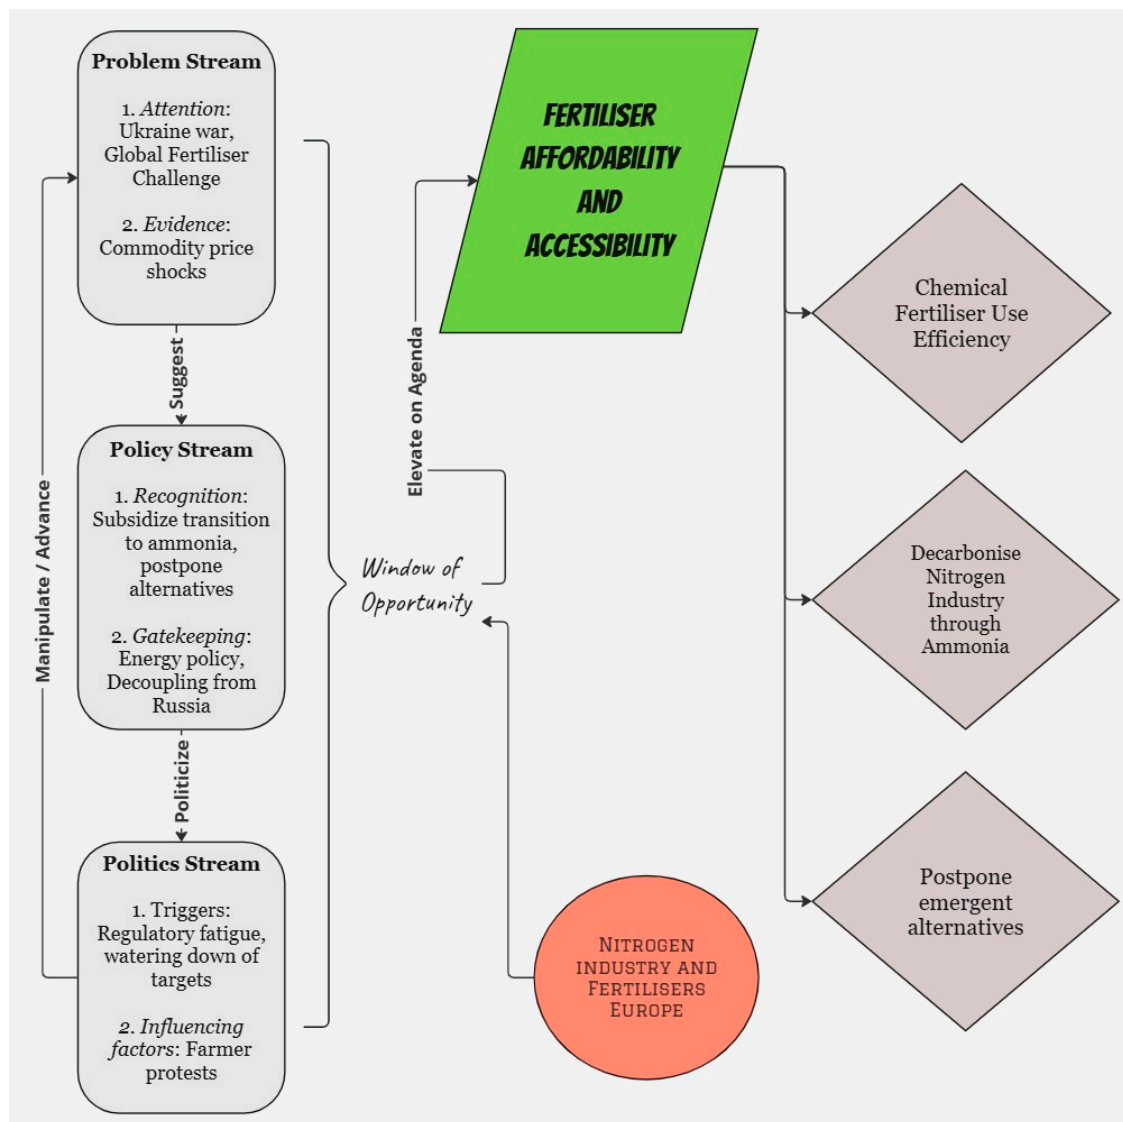 Problem Stream
1. Attention:
Ukraine war,
Global Fertiliser
Challenge
2. Evidence:
Commodity price
shocks
Suggest
Policy Stream
1. Recognition:
Subsidize transition
to ammonia,
postpone
alternatives
2. Gatekeeping:
Energy policy,
Decoupling from
Russia
Politicize
Politics Stream
1. Triggers:
Regulatory fatigue,
watering down of
targets
2. Influencing
factors: Farmer
protests
Manipulate / Advance
Window of
Opportunity
Elevate on Agenda
FERTILISER
AFFORDABILITY
AND
ACCESSIBILITY
Nitrogen
industry and
Fertilisers
Europe
Chemical
Fertiliser Use
Efficiency
Decarbonise
Nitrogen
Industry
through
Ammonia
Postpone
emergent
alternatives